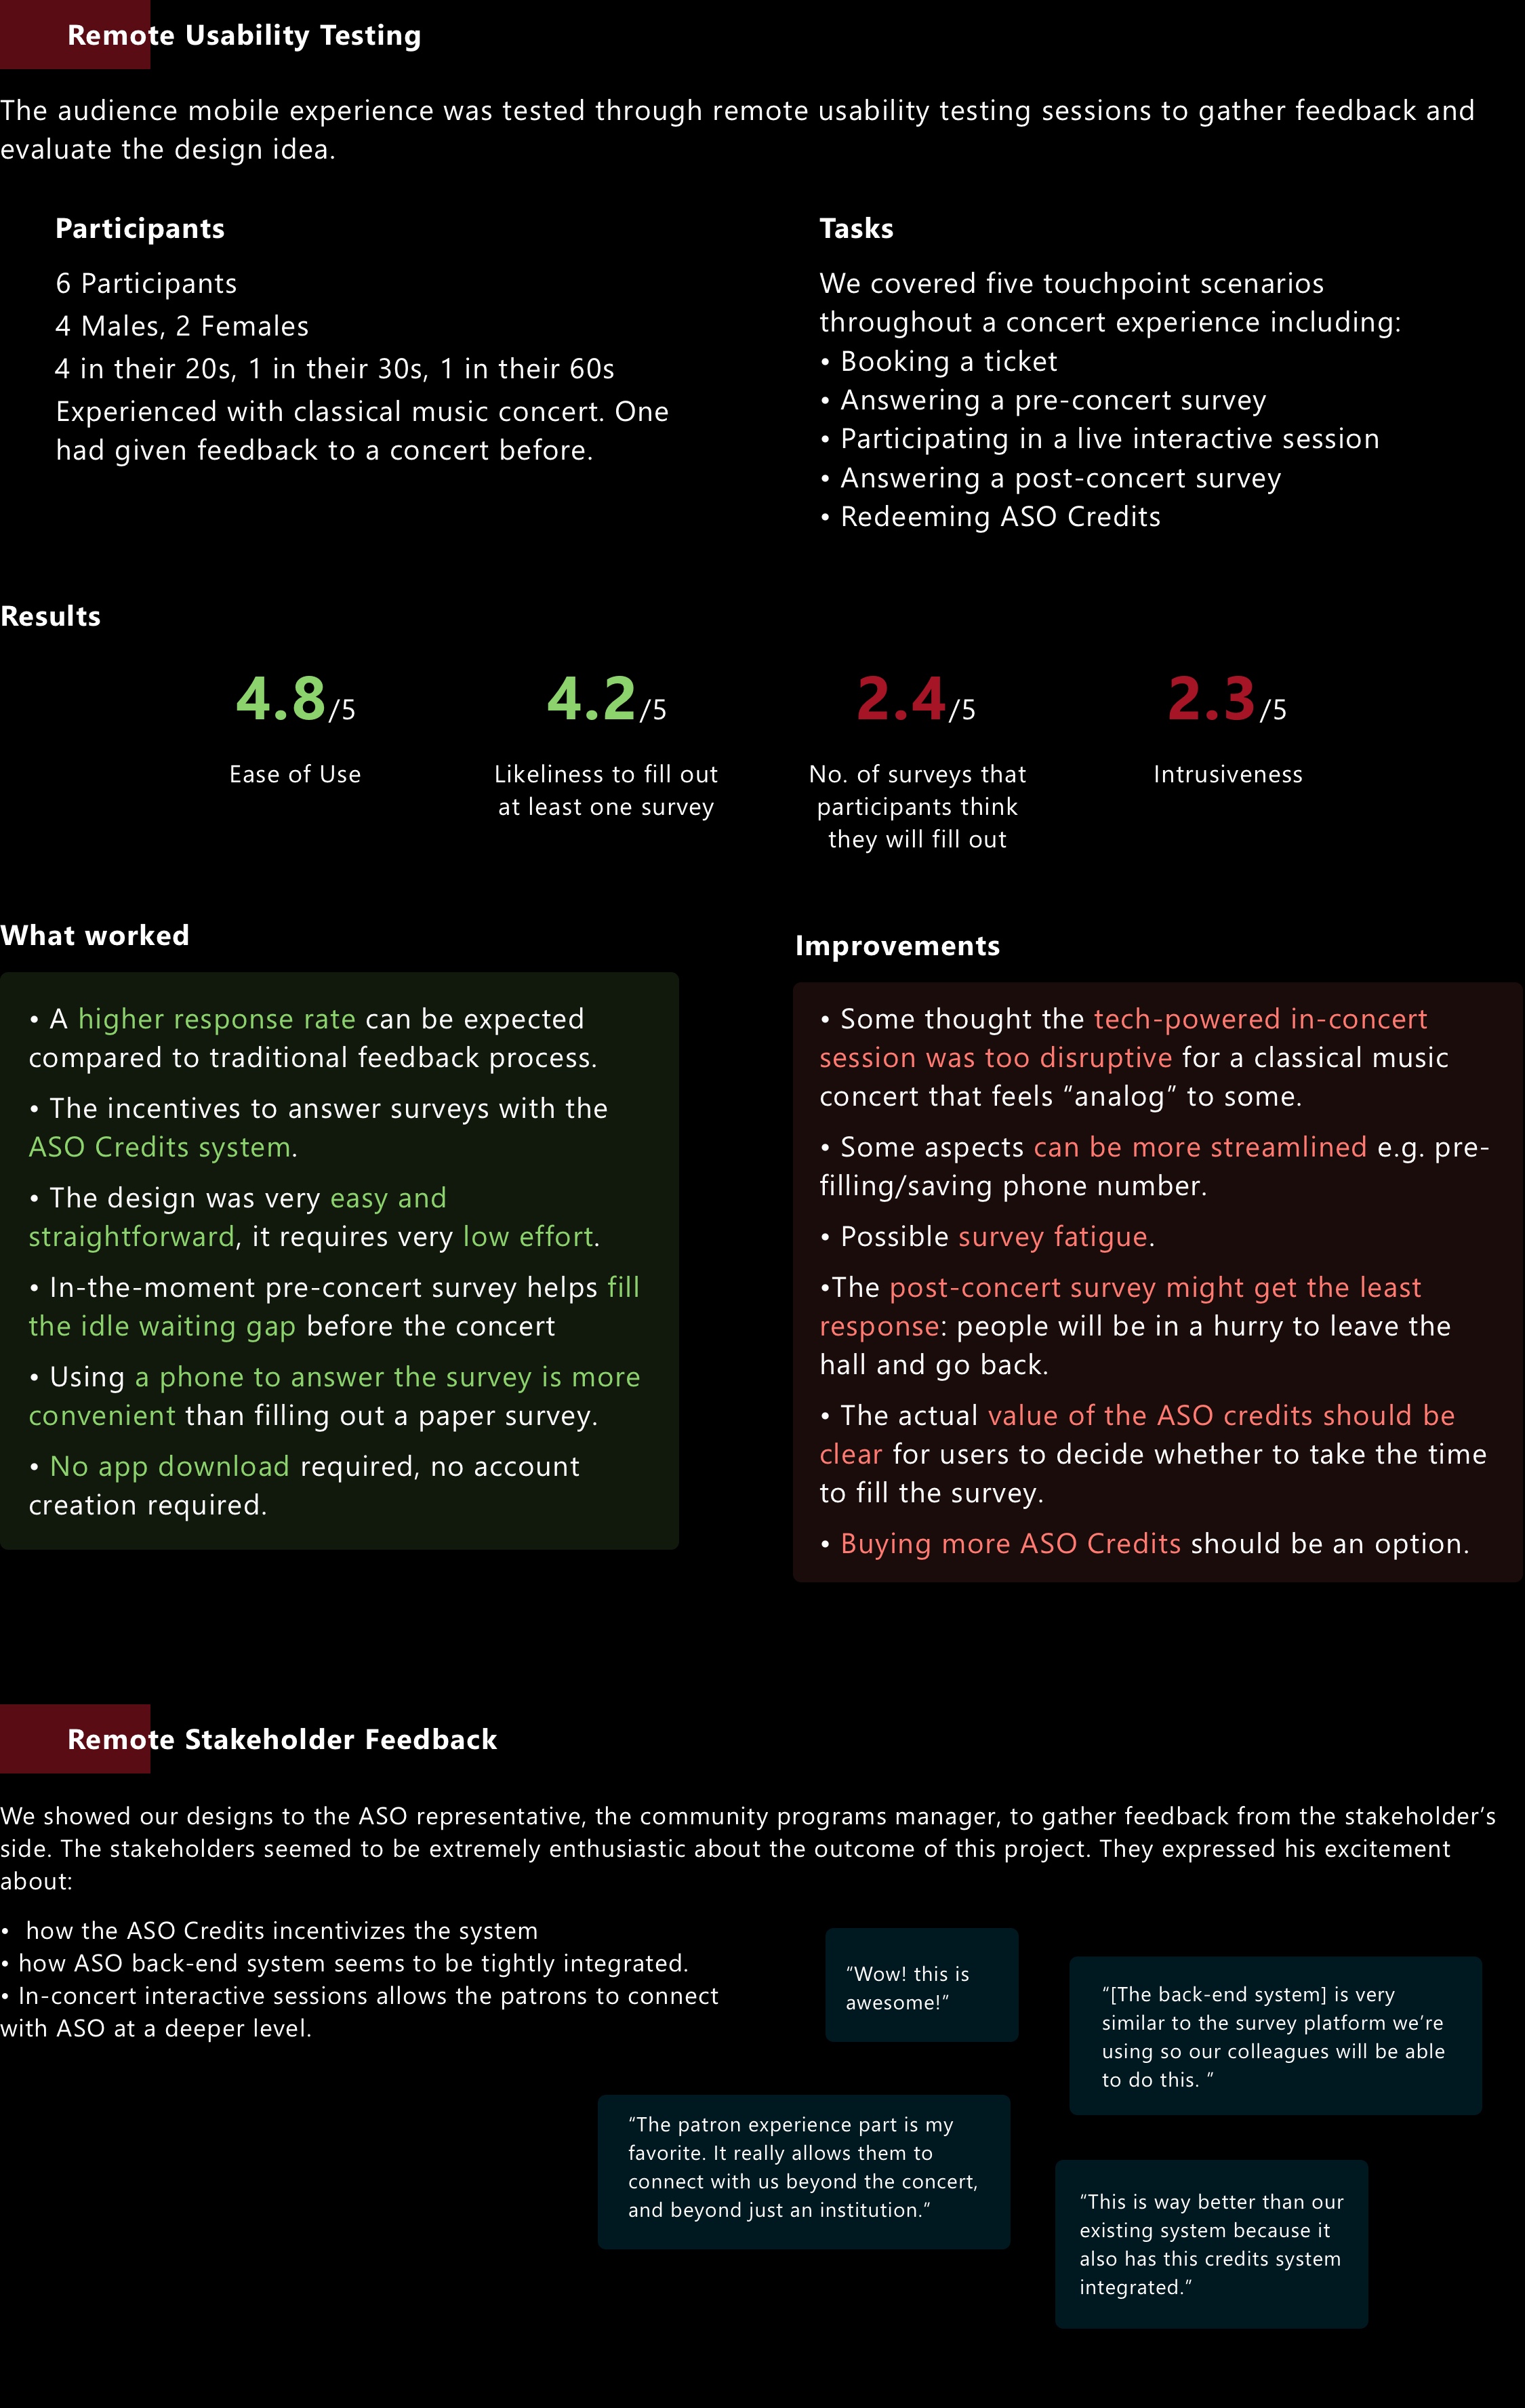 Remote Usability Testing
The audience mobile experience was tested through remote usability testing sessions to gather feedback and
evaluate the design idea.
Participants
6 Participants
4 Males, 2 Females
4 in their 20s, 1 in their 30s, 1 in their 60s
Experienced with classical music concert. One
had given feedback to a concert before.
Tasks
We covered five touchpoint scenarios
throughout a concert experience including:
• Booking a ticket
• Answering a pre-concert survey
• Participating in a live interactive session
• Answering a post-concert survey
• Redeeming ASO Credits
Results
4.8/5
Ease of Use
4.2/5
Likeliness to fill out
at least one survey
2.4/5
No. of surveys that
participants think
they will fill out
2.3/5
Intrusiveness
What worked
• A higher response rate can be expected
compared to traditional feedback process.
• The incentives to answer surveys with the
ASO Credits system.
• The design was very easy and
straightforward, it requires very low effort.
• In-the-moment pre-concert survey helps fill
the idle waiting gap before the concert
• Using a phone to answer the survey is more
convenient than filling out a paper survey.
• No app download required, no account
creation required.
Improvements
• Some thought the tech-powered in-concert
session was too disruptive for a classical music
concert that feels “analog” to some.
• Some aspects can be more streamlined e.g. pre-
filling/saving phone number.
• Possible survey fatigue.
•The post-concert survey might get the least
response: people will be in a hurry to leave the
hall and go back.
• The actual value of the ASO credits should be
clear for users to decide whether to take the time
to fill the survey.
• Buying more ASO Credits should be an option.
Remote Stakeholder Feedback
We showed our designs to the ASO representative, the community programs manager, to gather feedback from the stakeholder’s
side. The stakeholders seemed to be extremely enthusiastic about the outcome of this project. They expressed his excitement
about:
• how the ASO Credits incentivizes the system
• how ASO back-end system seems to be tightly integrated.
• In-concert interactive sessions allows the patrons to connect
with ASO at a deeper level.
“Wow! this is
awesome!”
“[The back-end system] is very
similar to the survey platform we’re
using so our colleagues will be able
to do this. ”
“The patron experience part is my
favorite. It really allows them to
connect with us beyond the concert,
and beyond just an institution.”
“This is way better than our
existing system because it
also has this credits system
integrated.”